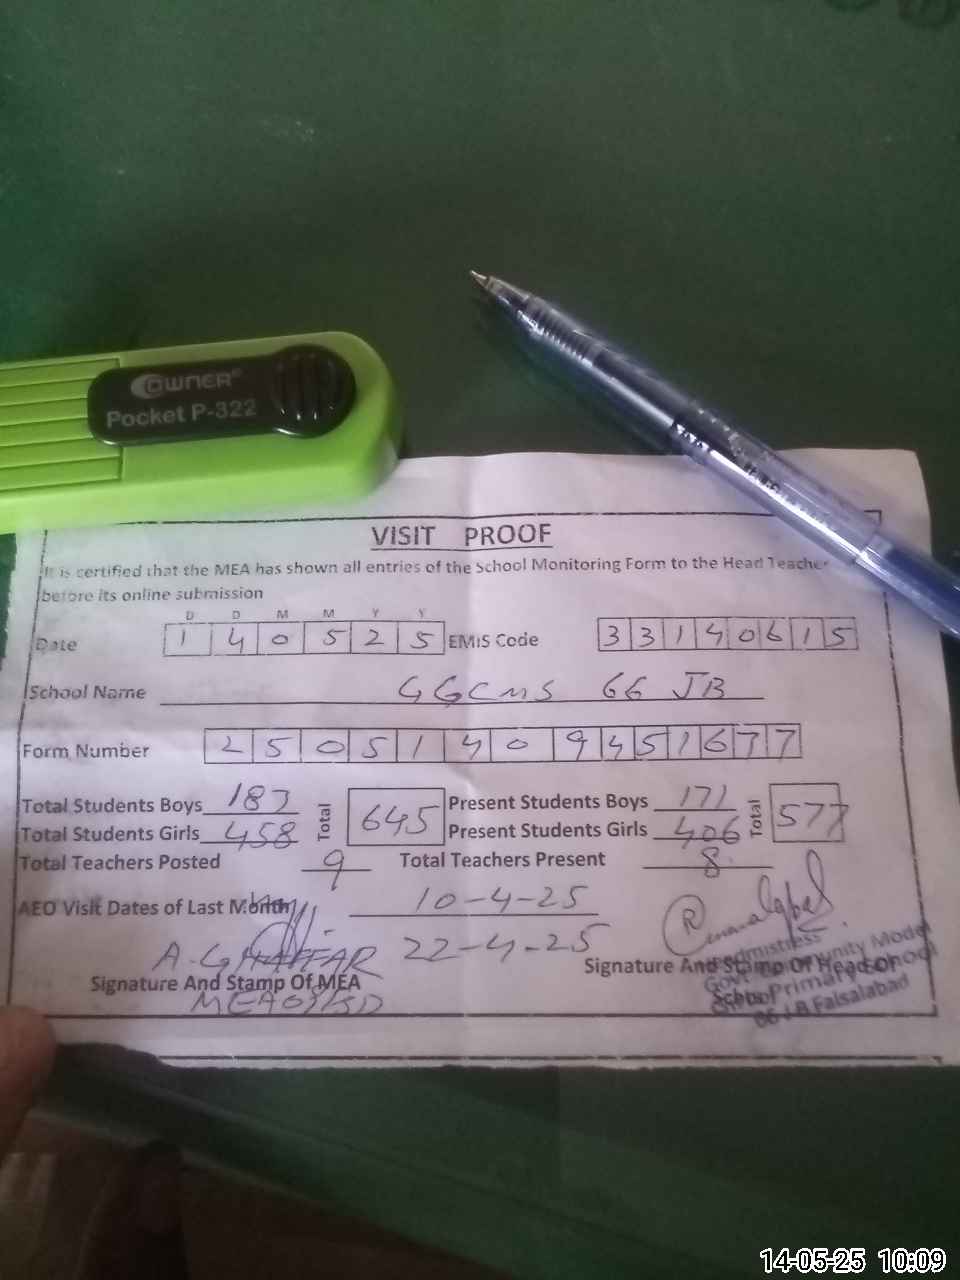 OWNER®
Pocket P-322
VISIT PROOF
It is certified that the MEA has shown all entries of the School Monitoring Form to the Head Teacher
before its online submission
D D M M Y Y
Date 1 4 0 5 2 5 EMIS Code 3 3 1 4 0 6 1 5
School Name GGCMS 66 JB
Form Number 2 5 0 5 1 4 0 9 4 5 1 6 7 7
Total Students Boys 187 Total 645 Present Students Boys 171 Total 577
Total Students Girls 458 Present Students Girls 406
Total Teachers Posted 9 Total Teachers Present 8
AEO Visit Dates of Last Month 10-4-25
22-4-25
A. GHAFFAR
Signature And Stamp Of MEA
Signature And Stamp Of Head Of
School
Primary School
66 J B Faisalabad
14-05-25 10:09